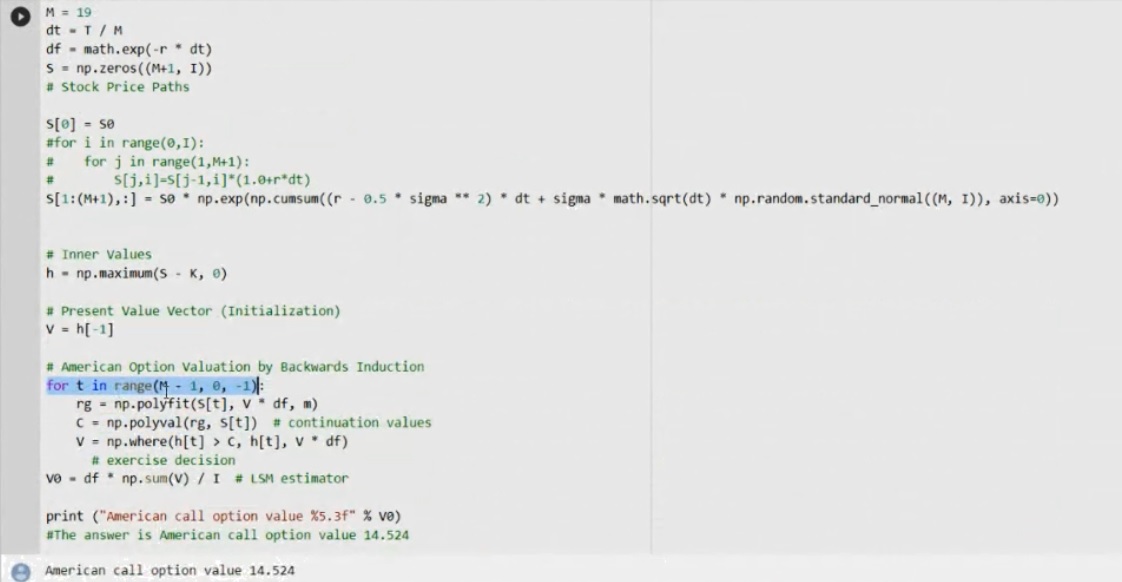 M = 19
dt = T / M
df = math.exp(-r * dt)
S = np.zeros((M+1, I))
# Stock Price Paths
S[0] = S0
#for i in range(0,I):
#    for j in range(1,M+1):
#        S[j,i]=S[j-1,i]*(1.0+r*dt)
S[1:(M+1),:] = S0 * np.exp(np.cumsum((r - 0.5 * sigma ** 2) * dt + sigma * math.sqrt(dt) * np.random.standard_normal((M, I)), axis=0))
# Inner Values
h = np.maximum(S - K, 0)
# Present Value Vector (Initialization)
V = h[-1]
# American Option Valuation by Backwards Induction
for t in range(M - 1, 0, -1):
    rg = np.polyfit(S[t], V * df, m)
    C = np.polyval(rg, S[t])  # continuation values
    V = np.where(h[t] > C, h[t], V * df)
      # exercise decision
V0 = df * np.sum(V) / I  # LSM estimator
print ("American call option value %5.3f" % V0)
#The answer is American call option value 14.524
American call option value 14.524